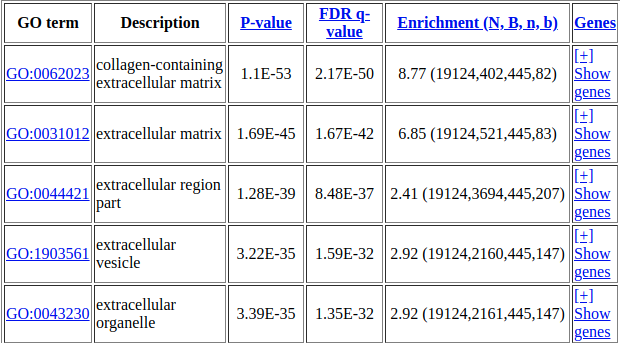 GO term Description P-value FDR q-value Enrichment (N, B, n, b) Genes
GO:0062023 collagen-containing extracellular matrix 1.1E-53 2.17E-50 8.77 (19124,402,445,82) [+] Show genes
GO:0031012 extracellular matrix 1.69E-45 1.67E-42 6.85 (19124,521,445,83) [+] Show genes
GO:0044421 extracellular region part 1.28E-39 8.48E-37 2.41 (19124,3694,445,207) [+] Show genes
GO:1903561 extracellular vesicle 3.22E-35 1.59E-32 2.92 (19124,2160,445,147) [+] Show genes
GO:0043230 extracellular organelle 3.39E-35 1.35E-32 2.92 (19124,2161,445,147) [+] Show genes